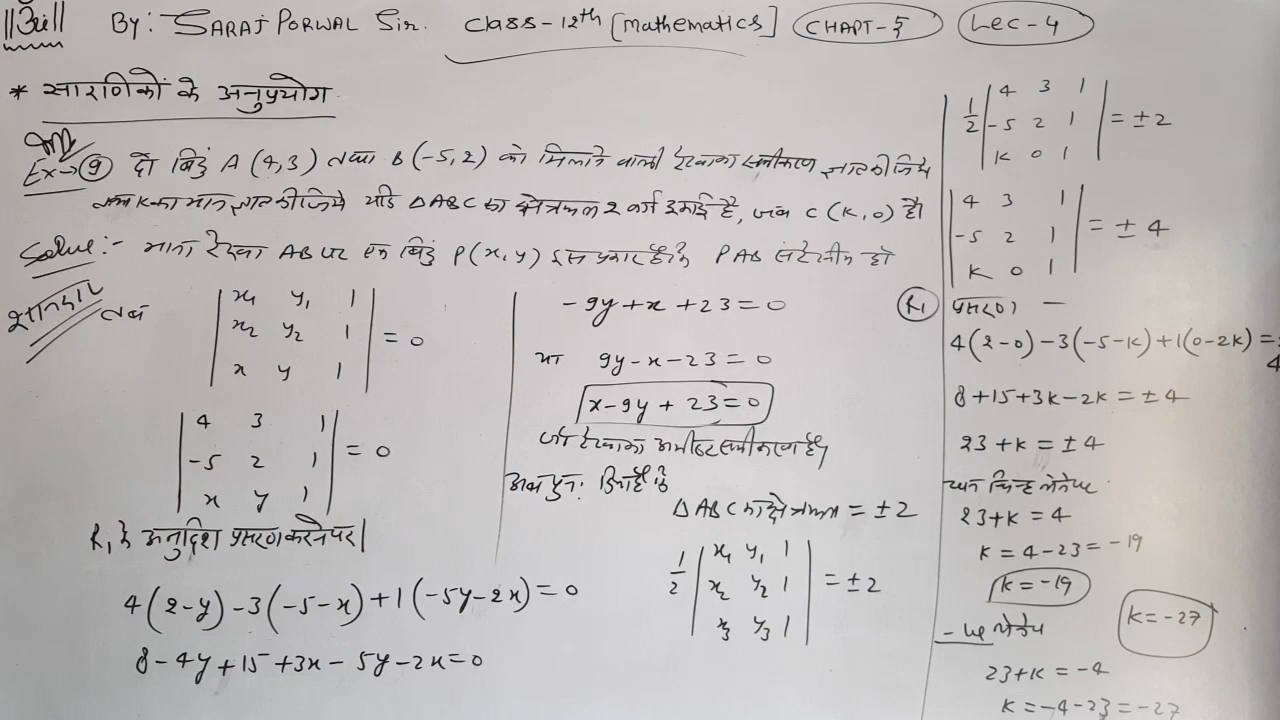 ||ॐ|| By: SARAJ PORWAL Sir. Class-12th [Mathematics] CHAPT-5 Lec-4
* सारणिकों के अनुप्रयोग
Ex→ 9 दो बिंदु A(4,3) तथा B(-5,2) को मिलाने वाली रेखा का समीकरण ज्ञात कीजिये
तथा K का मान ज्ञात कीजिये यदि ΔABC का क्षेत्रफल 2 वर्ग इकाई है, जब C(K,0) है।
Solve:- माना रेखा AB पर एक बिंदु P(x,y) इस प्रकार है कि PAB संरेखीय हो
शानदार
तब
| x1 y1 1 |
| x2 y2 1 | = 0
| x y 1 |
| 4 3 1 |
| -5 2 1 | = 0
| x y 1 |
R1 के अनुदिश प्रसरण करने पर|
4(2-y)-3(-5-x)+1(-5y-2x)=0
8-4y+15+3x-5y-2x=0
-9y+x+23=0
या 9y-x-23=0
x-9y+23=0
रेखा का अभीष्ट समीकरण है
अब पुन: दिया है कि
ΔABC का क्षेत्रफल = ±2
1/2 | x1 y1 1 |
| x2 y2 1 | = ±2
| x3 y3 1 |
1/2 | 4 3 1 |
| -5 2 1 | = ±2
| K 0 1 |
| 4 3 1 |
| -5 2 1 | = ±4
| K 0 1 |
R1 प्रसरण —
4(2-0)-3(-5-K)+1(0-2K)=
4
8+15+3K-2K=±4
23+K=±4
धन चिन्ह लेने पर
23+K=4
K=4-23=-19
K=-19
- ve लेने पर
23+K=-4
K=-4-23=-27
K=-27